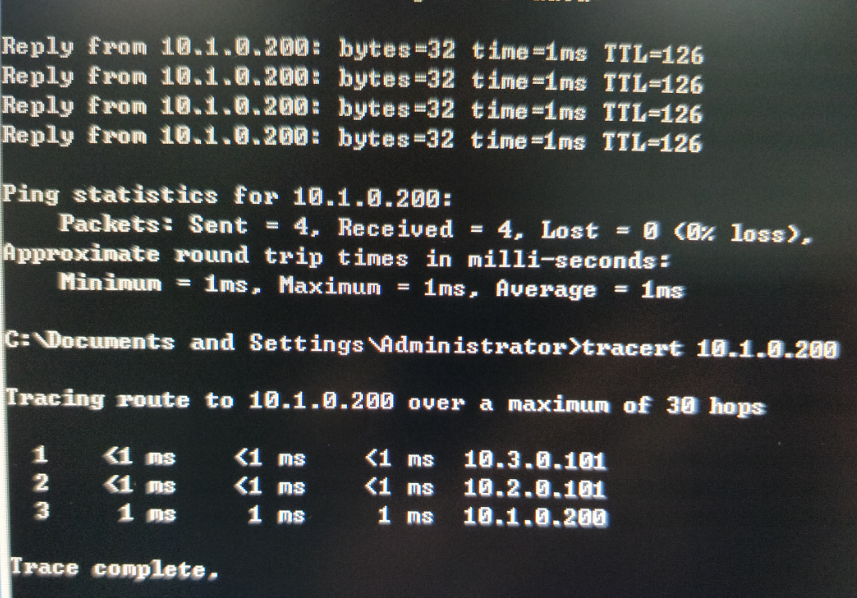 Reply from 10.1.0.200: bytes=32 time=1ms TTL=126
Reply from 10.1.0.200: bytes=32 time=1ms TTL=126
Reply from 10.1.0.200: bytes=32 time=1ms TTL=126
Reply from 10.1.0.200: bytes=32 time=1ms TTL=126
Ping statistics for 10.1.0.200:
Packets: Sent = 4, Received = 4, Lost = 0 (0% loss),
Approximate round trip times in milli-seconds:
Minimum = 1ms, Maximum = 1ms, Average = 1ms
C:\Documents and Settings\Administrator>tracert 10.1.0.200
Tracing route to 10.1.0.200 over a maximum of 30 hops
1 <1 ms <1 ms <1 ms 10.3.0.101
2 <1 ms <1 ms <1 ms 10.2.0.101
3 1 ms 1 ms 1 ms 10.1.0.200
Trace complete.